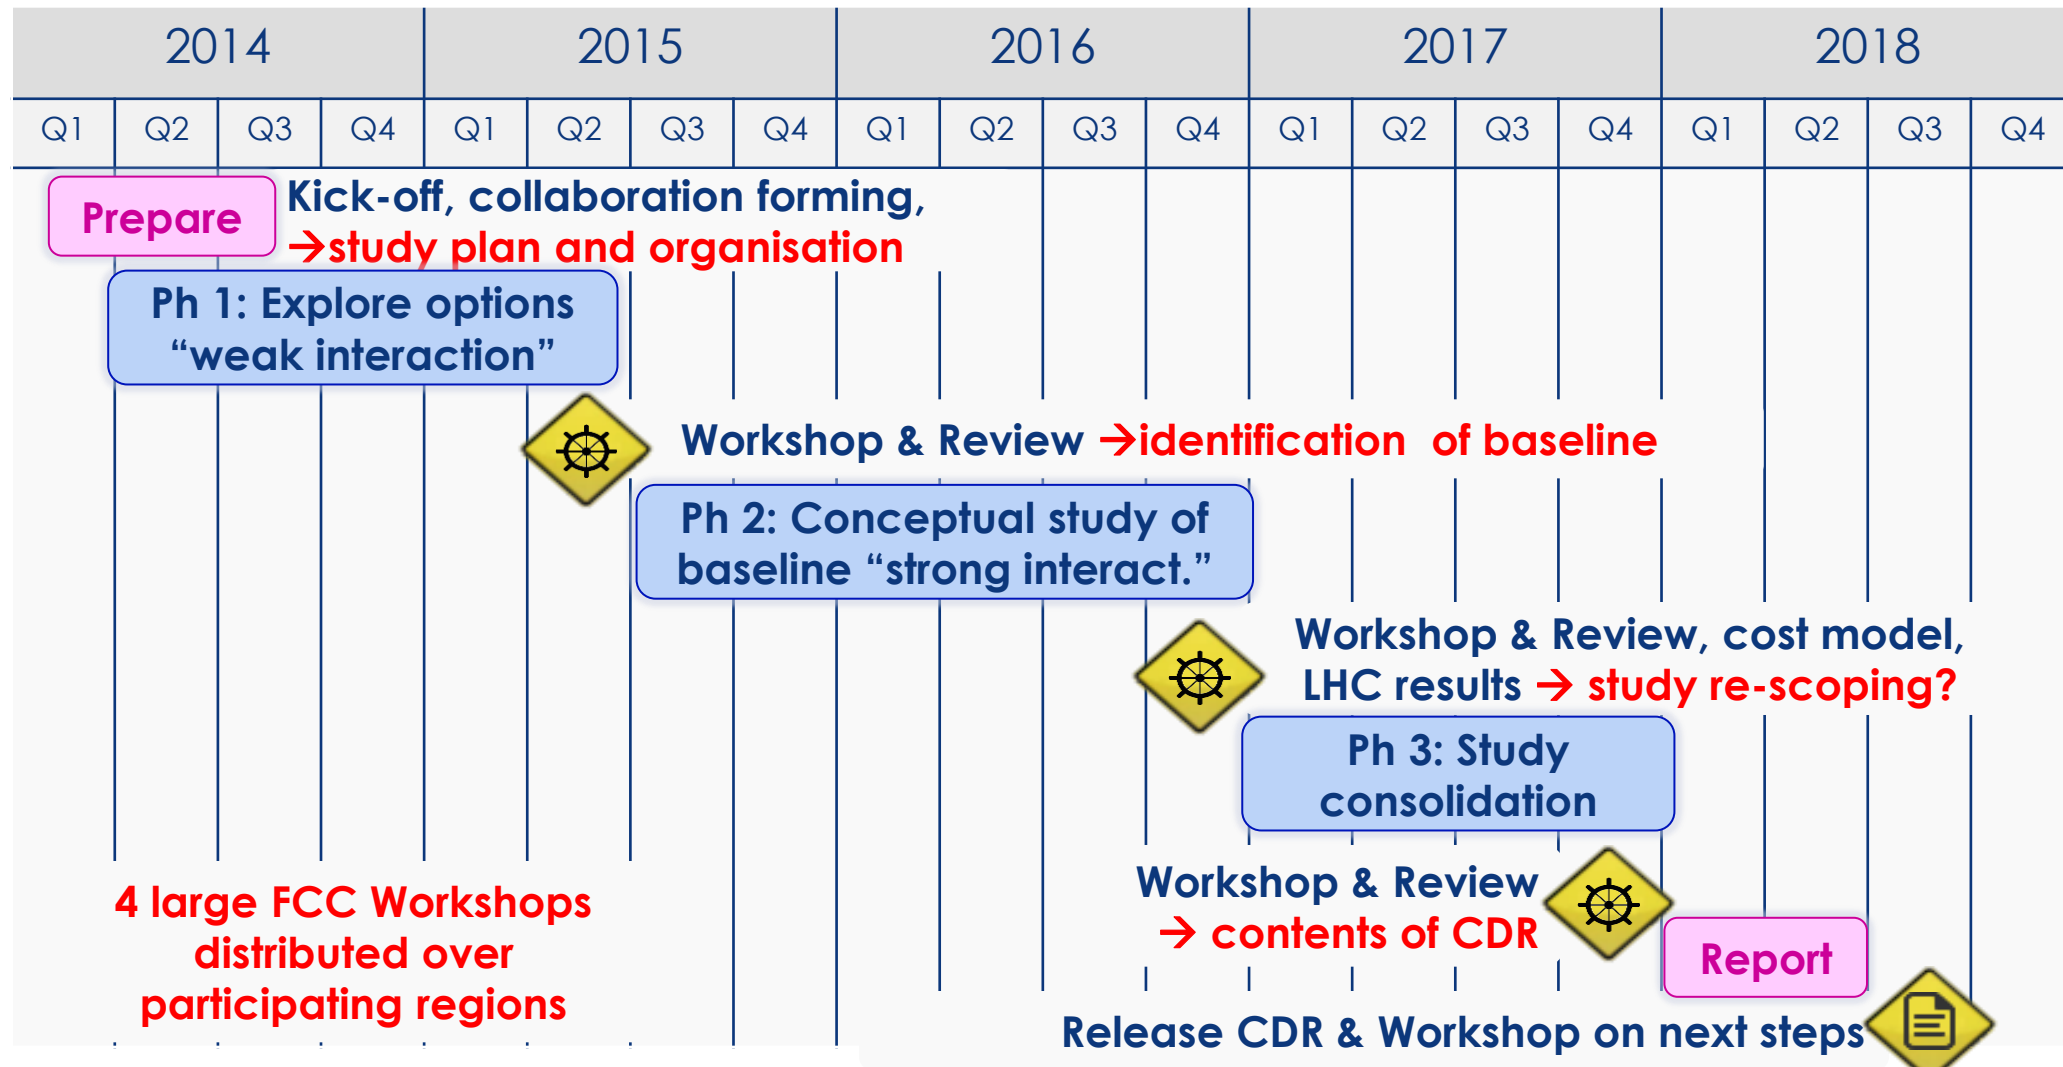 2014 2015 2016 2017 2018
Q1 Q2 Q3 Q4 Q1 Q2 Q3 Q4 Q1 Q2 Q3 Q4 Q1 Q2 Q3 Q4 Q1 Q2 Q3 Q4
Prepare
Kick-off, collaboration forming,
→study plan and organisation
Ph 1: Explore options
“weak interaction”
Workshop & Review →identification of baseline
Ph 2: Conceptual study of
baseline “strong interact.”
Workshop & Review, cost model,
LHC results → study re-scoping?
Ph 3: Study
consolidation
Workshop & Review
→ contents of CDR
4 large FCC Workshops
distributed over
participating regions
Report
Release CDR & Workshop on next steps